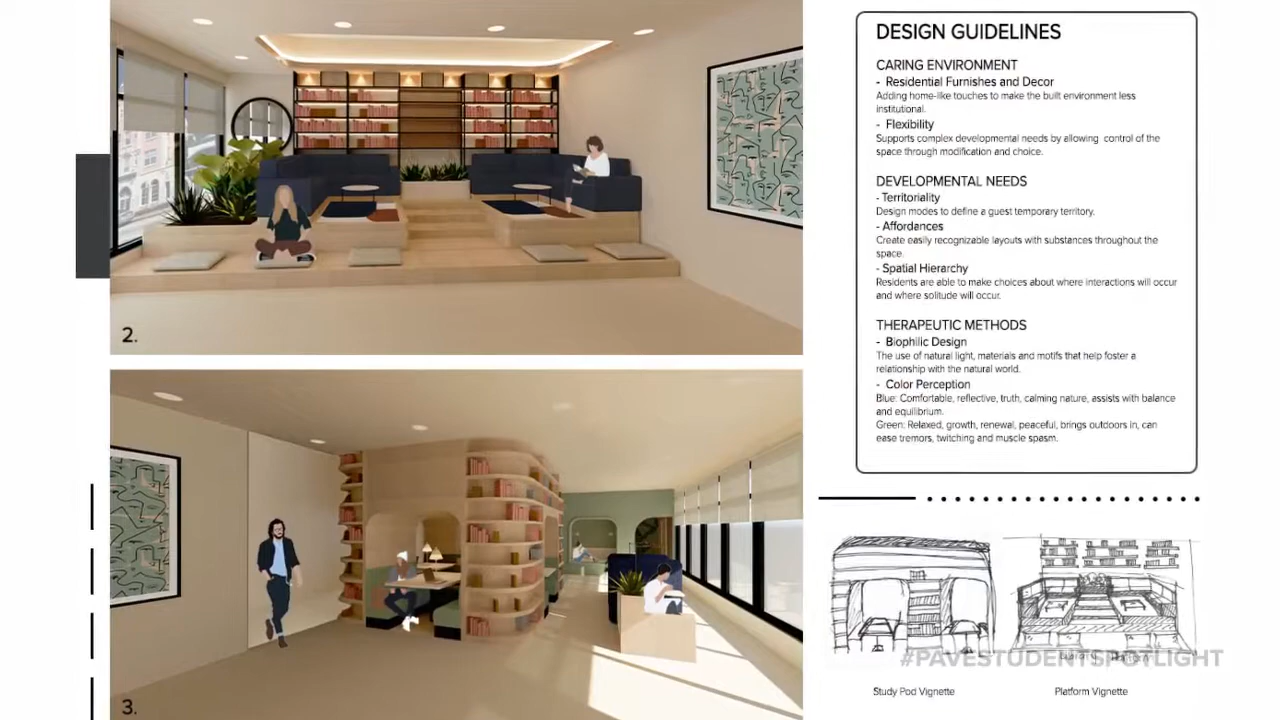 2.
3.
DESIGN GUIDELINES
CARING ENVIRONMENT
- Residential Furnishes and Decor
Adding home-like touches to make the built environment less
institutional.
- Flexibility
Supports complex developmental needs by allowing control of the
space through modification and choice.
DEVELOPMENTAL NEEDS
- Territoriality
Design modes to define a guest temporary territory.
- Affordances
Create easily recognizable layouts with substances throughout the
space.
- Spatial Hierarchy
Residents are able to make choices about where interactions will occur
and where solitude will occur.
THERAPEUTIC METHODS
- Biophilic Design
The use of natural light, materials and motifs that help foster a
relationship with the natural world.
- Color Perception
Blue: Comfortable, reflective, truth, calming nature, assists with balance
and equilibrium.
Green: Relaxed, growth, renewal, peaceful, brings outdoors in, can
ease tremors, twitching and muscle spasm.
#PAVESTUDENTSPOTLIGHT
Study Pod Vignette
Platform Vignette